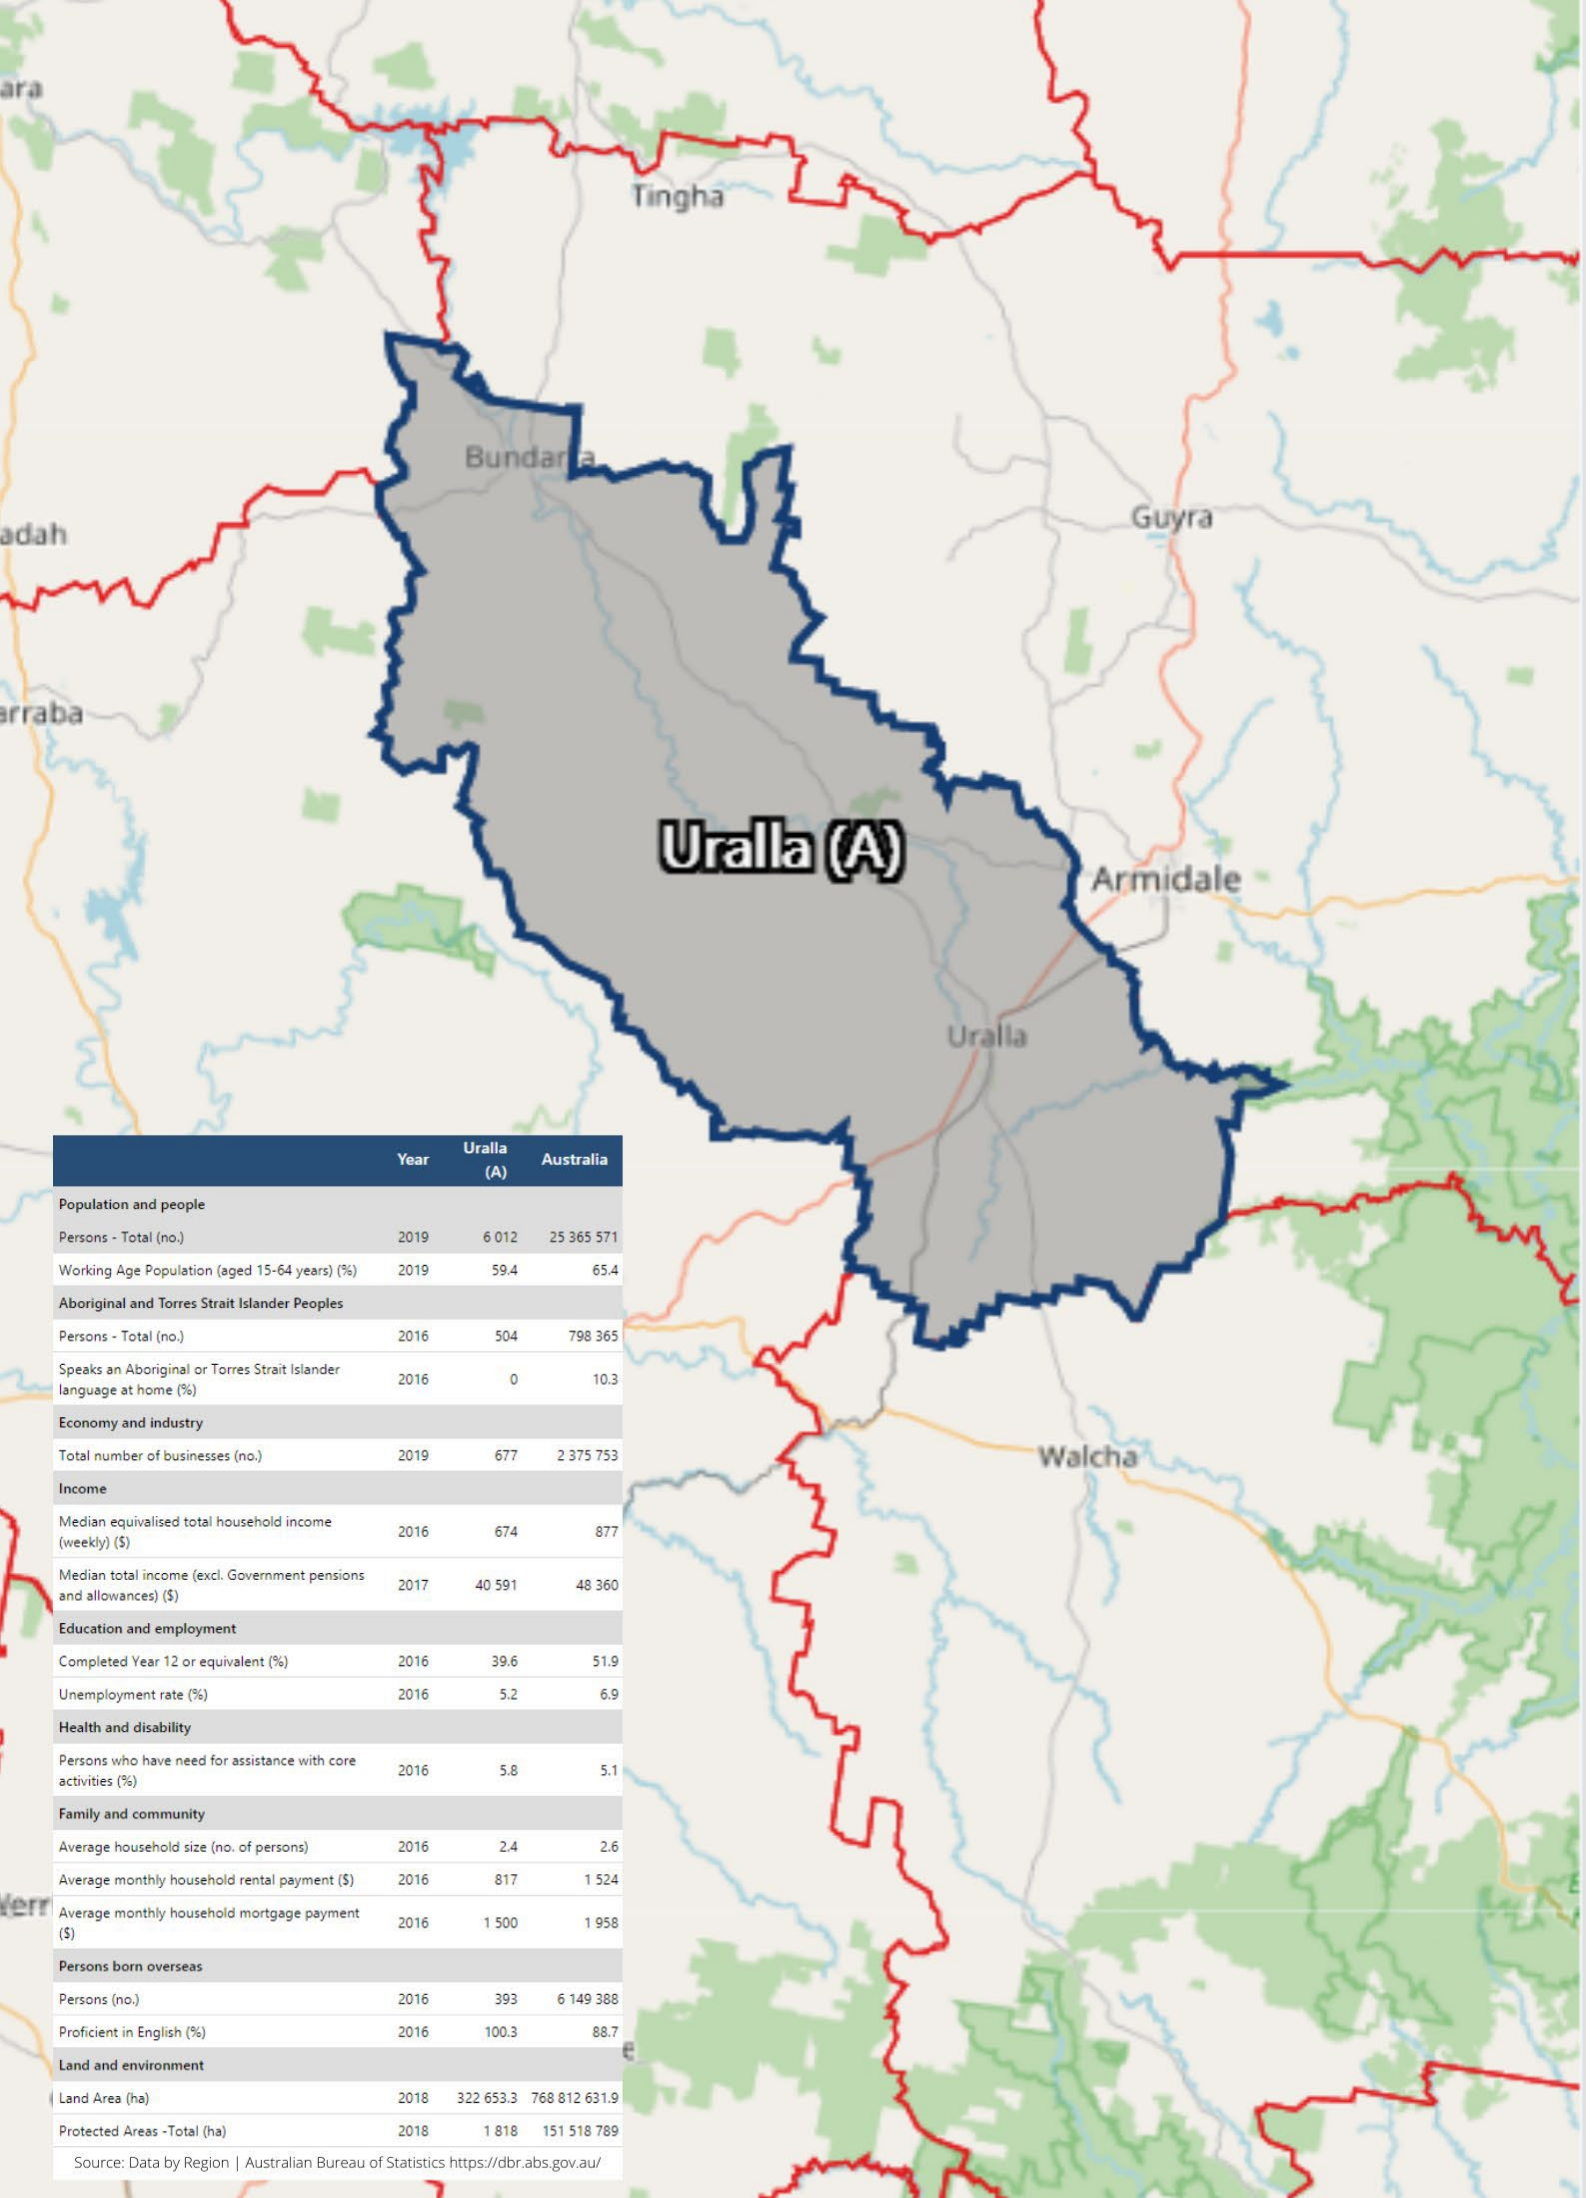 ara
Tingha
Bundarra
adah
Guyra
arraba
Uralla (A)
Armidale
Uralla
Walcha
Year Uralla (A) Australia
Population and people
Persons - Total (no.) 2019 6 012 25 365 571
Working Age Population (aged 15-64 years) (%) 2019 59.4 65.4
Aboriginal and Torres Strait Islander Peoples
Persons - Total (no.) 2016 504 798 365
Speaks an Aboriginal or Torres Strait Islander
language at home (%) 2016 0 10.3
Economy and industry
Total number of businesses (no.) 2019 677 2 375 753
Income
Median equivalised total household income
(weekly) ($) 2016 674 877
Median total income (excl. Government pensions
and allowances) ($) 2017 40 591 48 360
Education and employment
Completed Year 12 or equivalent (%) 2016 39.6 51.9
Unemployment rate (%) 2016 5.2 6.9
Health and disability
Persons who have need for assistance with core
activities (%) 2016 5.8 5.1
Family and community
Average household size (no. of persons) 2016 2.4 2.6
Average monthly household rental payment ($) 2016 817 1 524
Average monthly household mortgage payment
($) 2016 1 500 1 958
Persons born overseas
Persons (no.) 2016 393 6 149 388
Proficient in English (%) 2016 100.3 88.7
Land and environment
Land Area (ha) 2018 322 653.3 768 812 631.9
Protected Areas -Total (ha) 2018 1 818 151 518 789
Source: Data by Region | Australian Bureau of Statistics https://dbr.abs.gov.au/